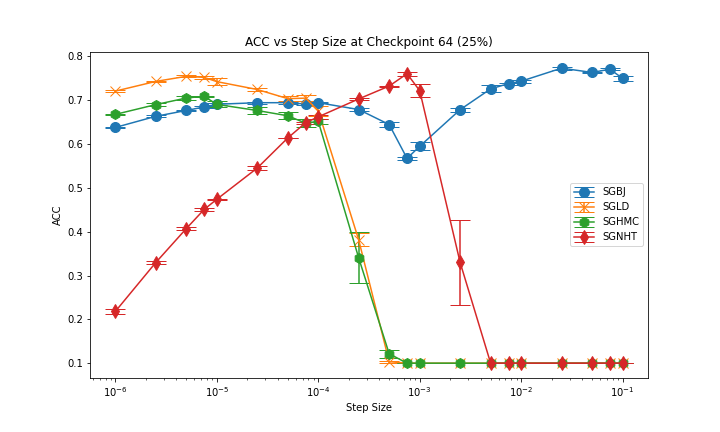 ACC vs Step Size at Checkpoint 64 (25%)
0.8
0.7
0.6
0.5
0.4
0.3
0.2
0.1
ACC
SGBJ
SGLD
SGHMC
SGNHT
10⁻⁶ 10⁻⁵ 10⁻⁴ 10⁻³ 10⁻² 10⁻¹
Step Size